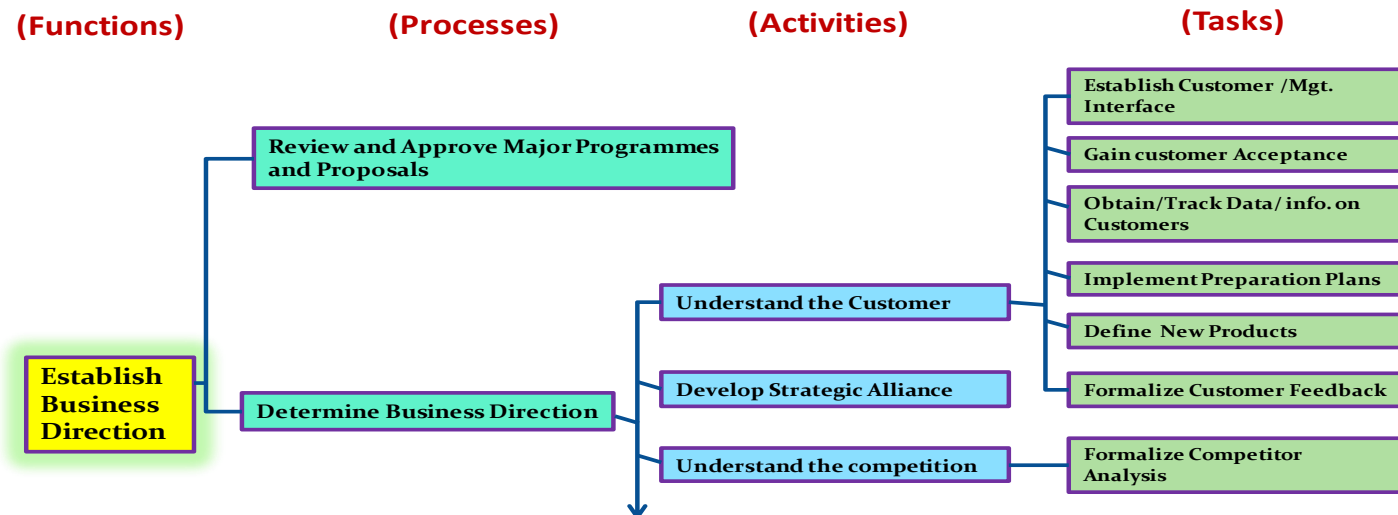 (Functions)
(Processes)
(Activities)
(Tasks)
Establish
Business
Direction
Review and Approve Major Programmes
and Proposals
Determine Business Direction
Understand the Customer
Develop Strategic Alliance
Understand the competition
Establish Customer /Mgt.
Interface
Gain customer Acceptance
Obtain/Track Data/ info. on
Customers
Implement Preparation Plans
Define New Products
Formalize Customer Feedback
Formalize Competitor
Analysis